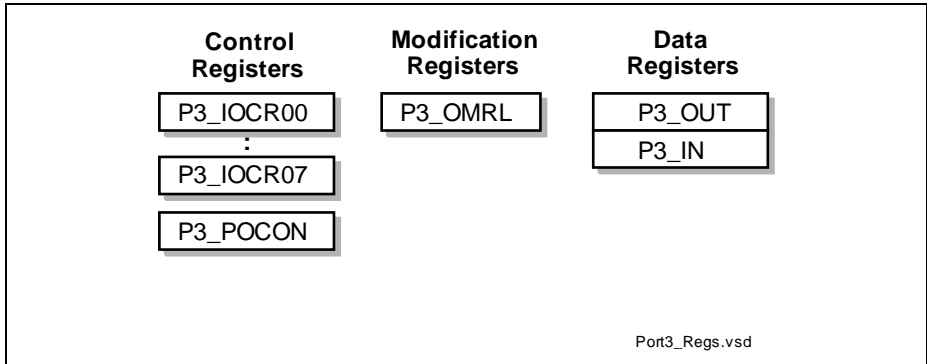 Control
Registers
Modification
Registers
Data
Registers
P3_IOCR00
:
P3_IOCR07
P3_POCON
P3_OMRL
P3_OUT
P3_IN
Port3_Regs.vsd